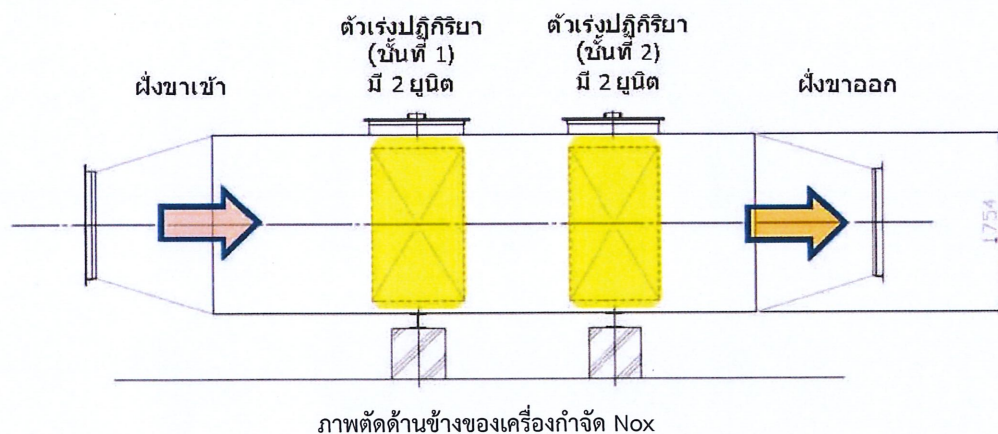 ตัวเร่งปฏิกิริยา
(ชั้นที่ 1)
มี 2 ยูนิต
ตัวเร่งปฏิกิริยา
(ชั้นที่ 2)
มี 2 ยูนิต
ฝั่งขาเข้า
ฝั่งขาออก
1754
ภาพตัดด้านข้างของเครื่องกำจัด Nox